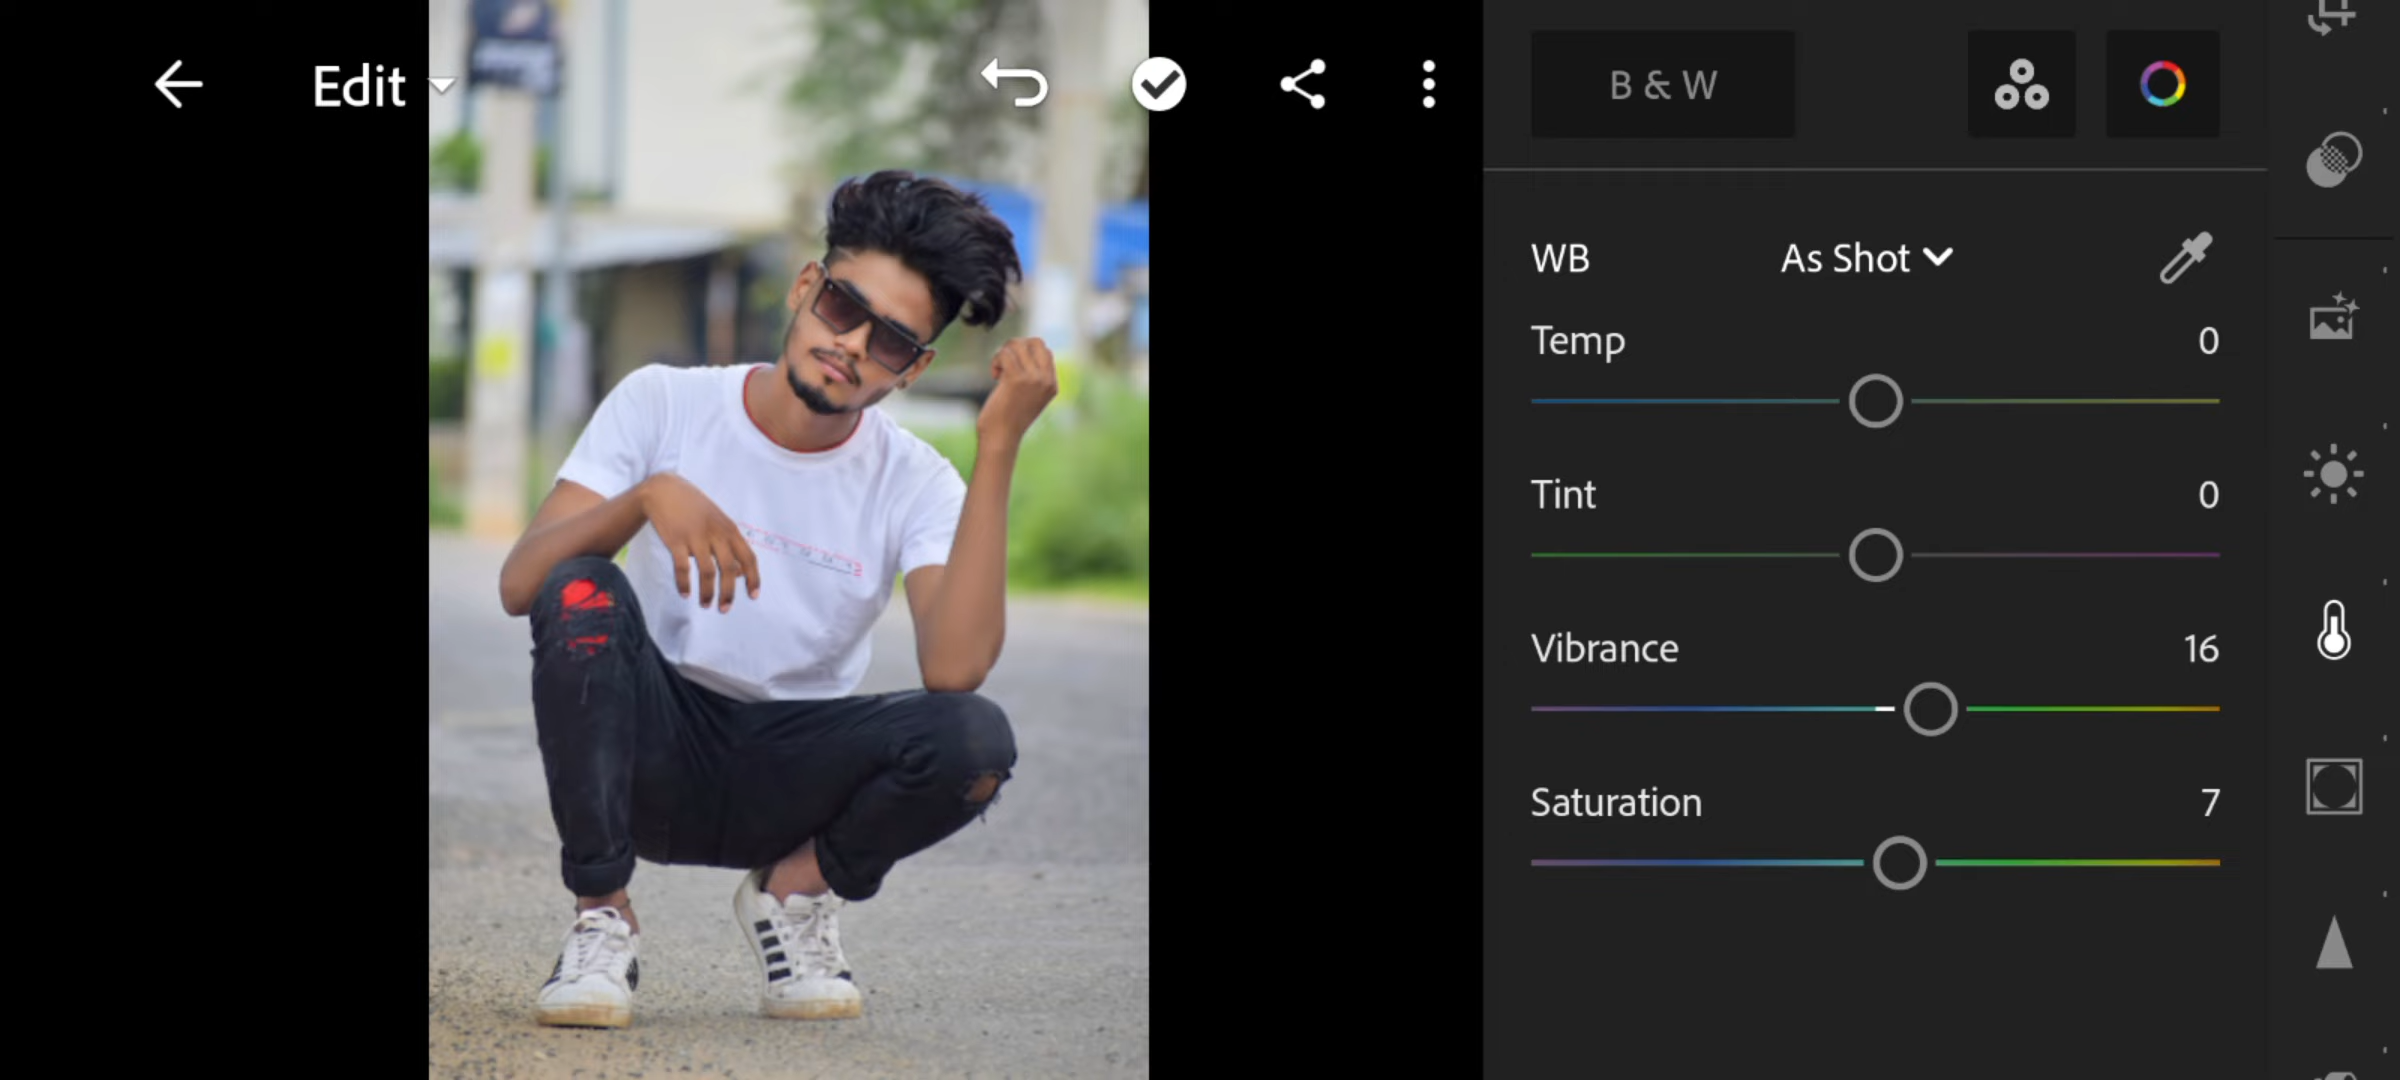 Edit
B & W
WB As Shot
Temp 0
Tint 0
Vibrance 16
Saturation 7